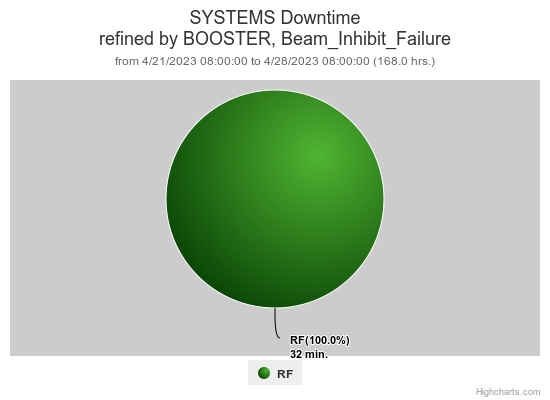 SYSTEMS Downtime
refined by BOOSTER, Beam_Inhibit_Failure
from 4/21/2023 08:00:00 to 4/28/2023 08:00:00 (168.0 hrs.)
RF(100.0%)
32 min.
RF
Highcharts.com